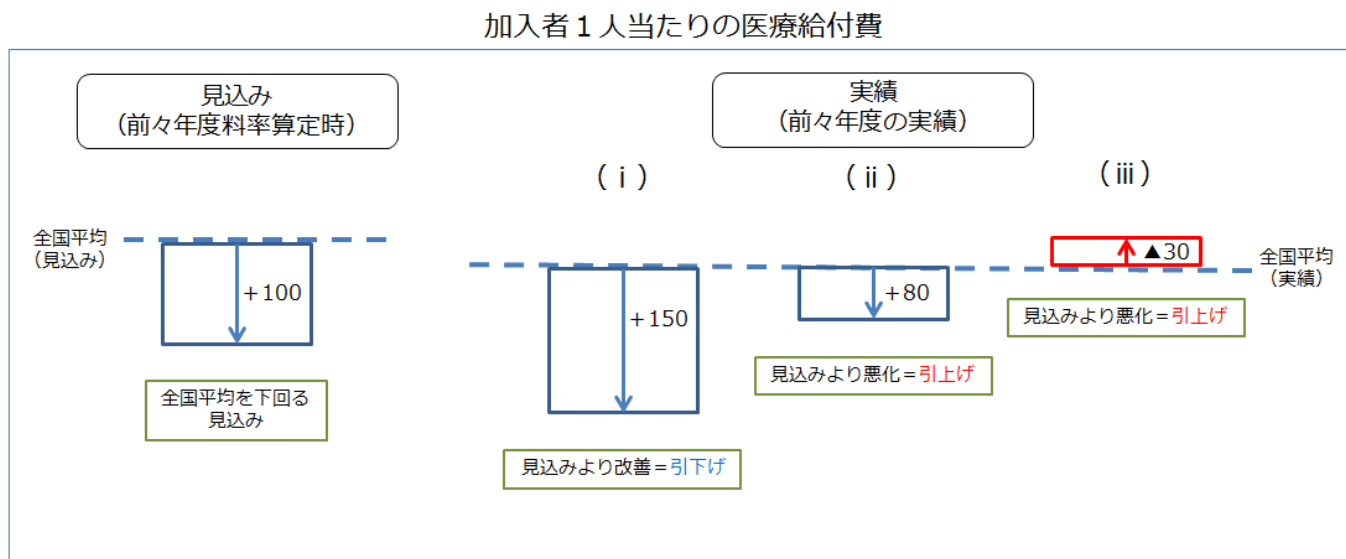 加入者１人当たりの医療給付費
見込み
（前々年度料率算定時）
実績
（前々年度の実績）
（ⅰ）
（ⅱ）
（ⅲ）
全国平均
（見込み）
＋100
全国平均を下回る
見込み
＋150
見込みより改善＝引下げ
＋80
見込みより悪化＝引上げ
▲30
見込みより悪化＝引上げ
全国平均
（実績）